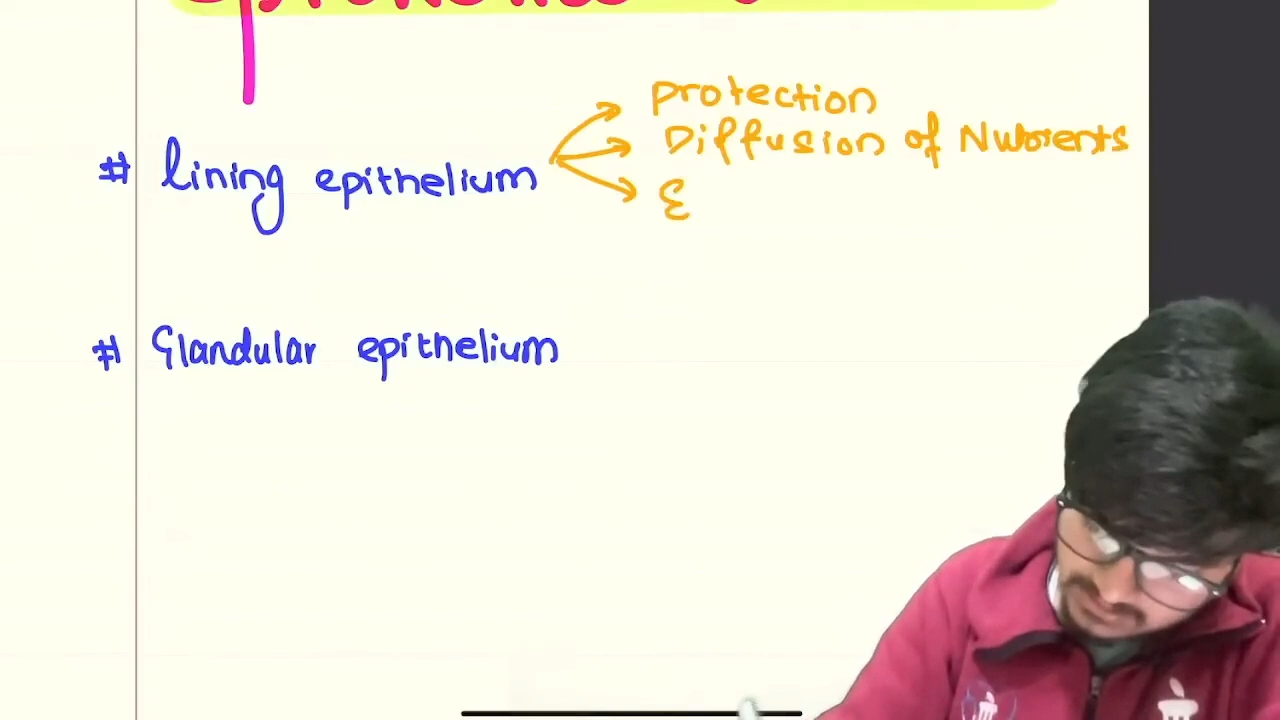 protection
Diffusion of Nutrients
# lining epithelium
E
# Glandular epithelium